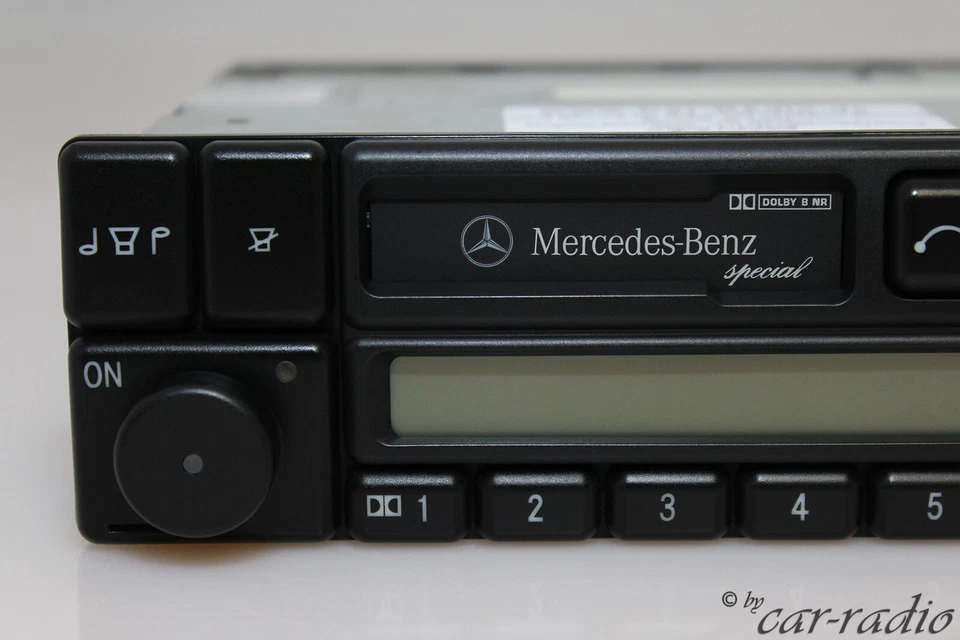 DOLBY B NR
Mercedes-Benz
special
ON
1 2 3 4 5
© by
car-radio